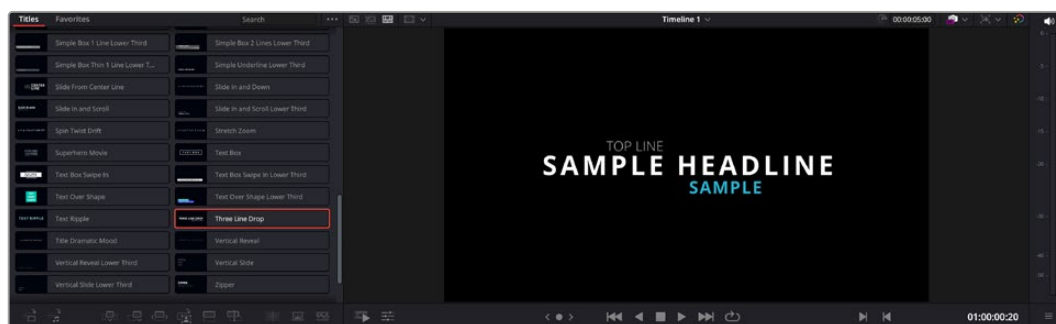 Titles Favorites Search Timeline 1 00:00:05:00
Simple Box 1 Line Lower Third Simple Box 2 Lines Lower Third
Simple Box Thin 1 Line Lower T... Simple Underline Lower Third
Slide From Center Line Slide In and Down
Slide In and Scroll Slide In and Scroll Lower Third
Spin Twist Drift Stretch Zoom
Superhero Movie Text Box
Text Box Swipe In Text Box Swipe In Lower Third
Text Over Shape Text Over Shape Lower Third
TEXT RIPPLE Text Ripple THREE LINE DROP Three Line Drop
Title Dramatic Mood Vertical Reveal
Vertical Reveal Lower Third Vertical Slide
Vertical Slide Lower Third Zipper
TOP LINE
SAMPLE HEADLINE
SAMPLE
01:00:00:20